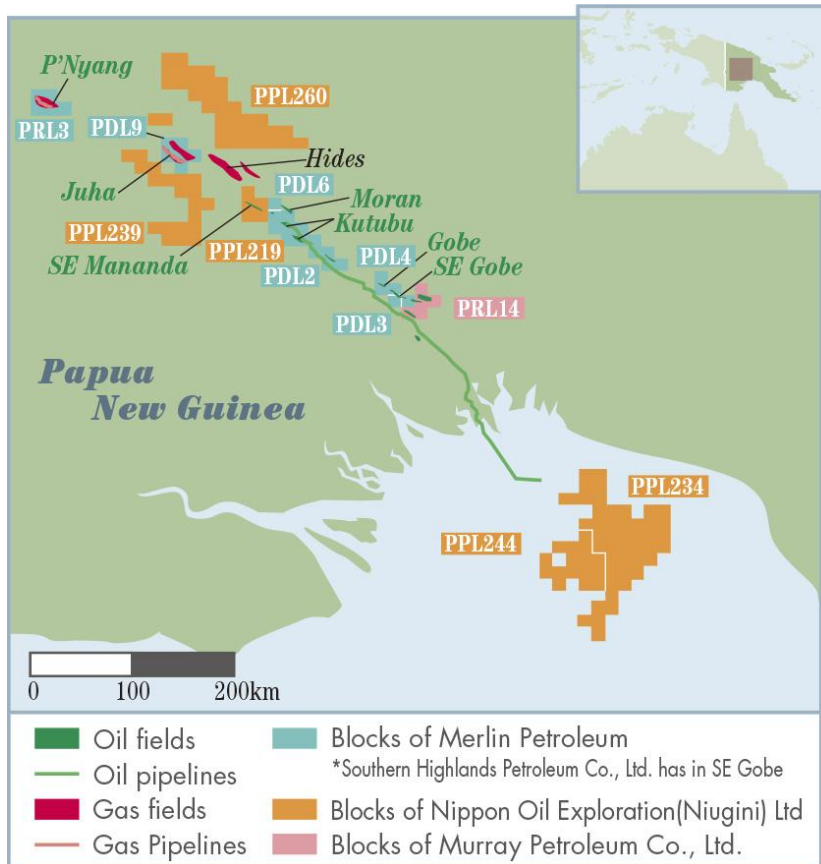 P'Nyang
PPL260
PRL3
PDL9
Hides
Juha
PDL6
Moran
Kutubu
PPL239
PPL219
Gobe
SE Mananda
PDL4
SE Gobe
PDL2
PDL3
PRL14
Papua
New Guinea
PPL234
PPL244
0 100 200km
Oil fields
Oil pipelines
Gas fields
Gas Pipelines
Blocks of Merlin Petroleum
*Southern Highlands Petroleum Co., Ltd. has in SE Gobe
Blocks of Nippon Oil Exploration(Niugini) Ltd
Blocks of Murray Petroleum Co., Ltd.